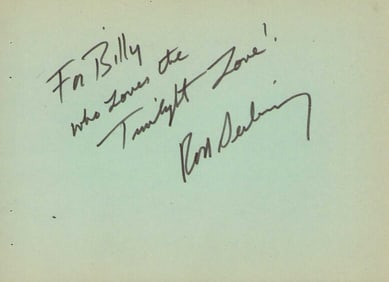 For Billy
who Loves the
Twilight Zone!
Rod Serling